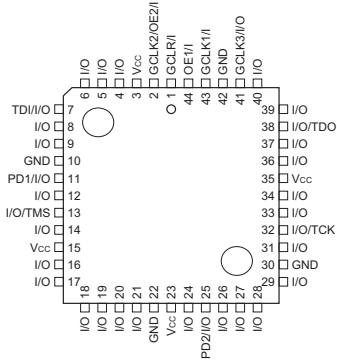 I/O
I/O
I/O
VCC
GCLK2/OE2/I
GCLR/I
OE1/I
GCLK1/I
GND
GCLK3/I/O
I/O
6
5
4
3
2
1
44
43
42
41
40
TDI/I/O 7
I/O 8
I/O 9
GND 10
PD1/I/O 11
I/O 12
I/O/TMS 13
I/O 14
VCC 15
I/O 16
I/O 17
39 I/O
38 I/O/TDO
37 I/O
36 I/O
35 VCC
34 I/O
33 I/O
32 I/O/TCK
31 I/O
30 GND
29 I/O
18
19
20
21
22
23
24
25
26
27
28
I/O
I/O
I/O
I/O
GND
VCC
I/O
PD2/I/O
I/O
I/O
I/O